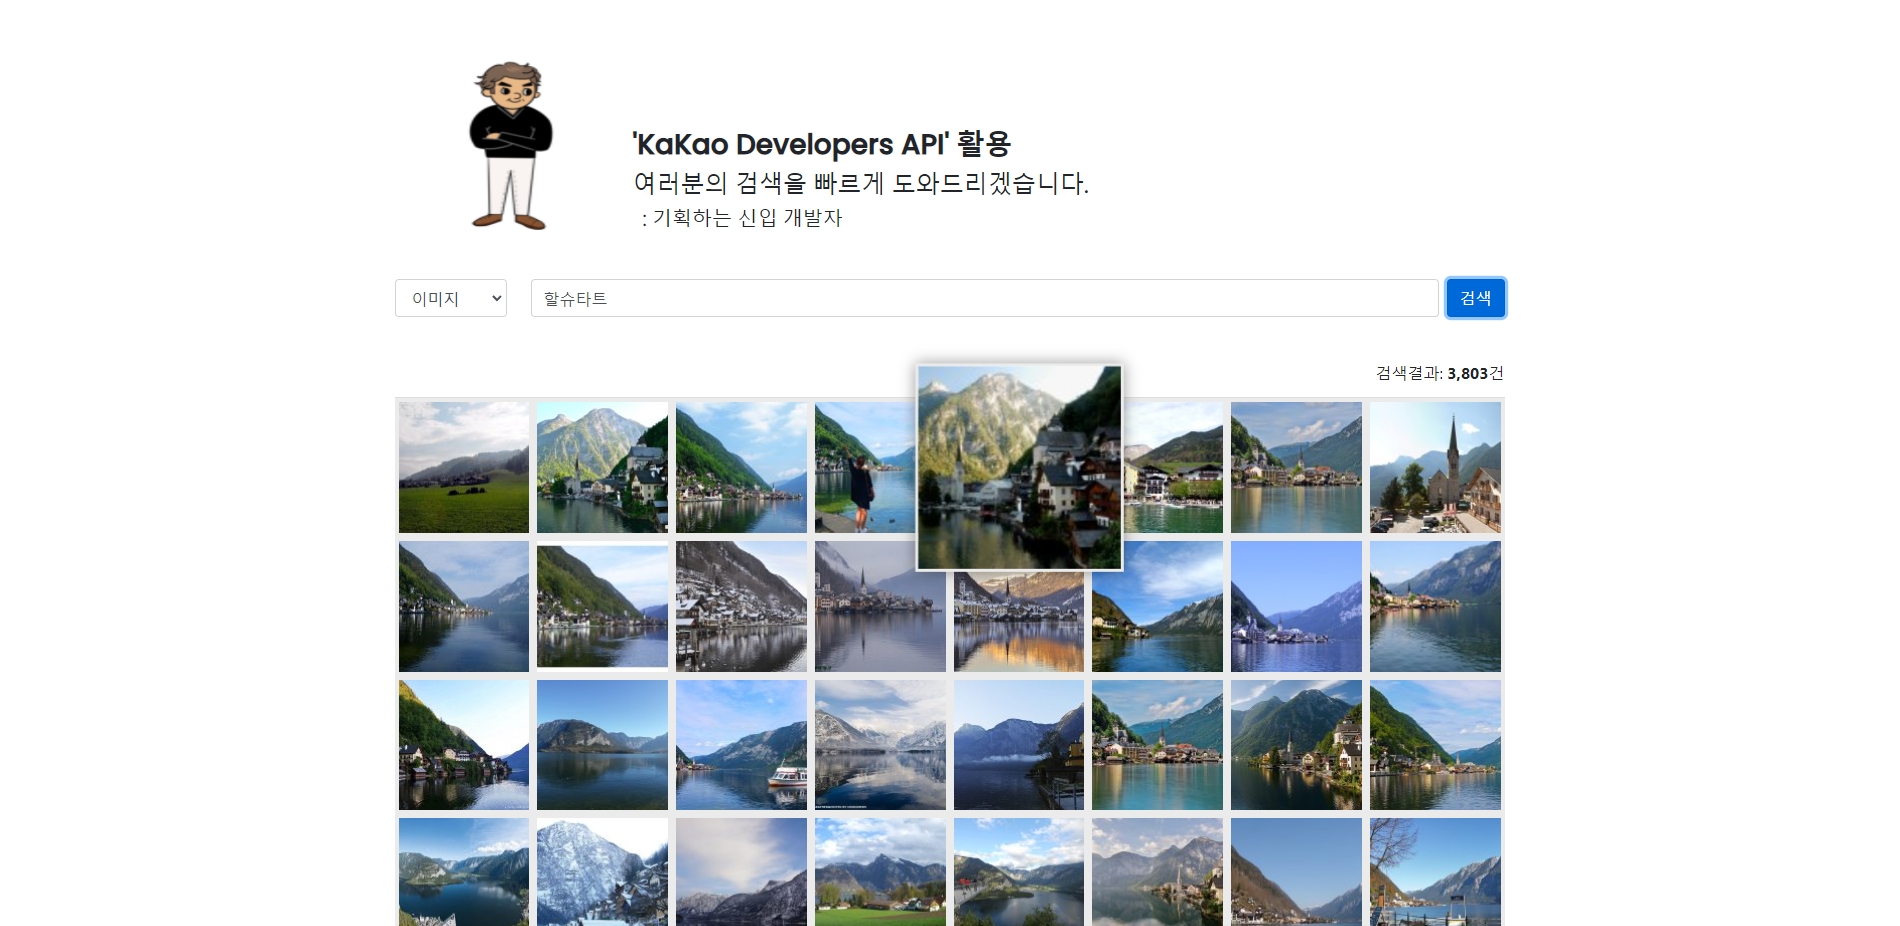 'KaKao Developers API' 활용
여러분의 검색을 빠르게 도와드리겠습니다.
: 기획하는 신입 개발자
이미지 할슈타트 검색
검색결과: 3,803건